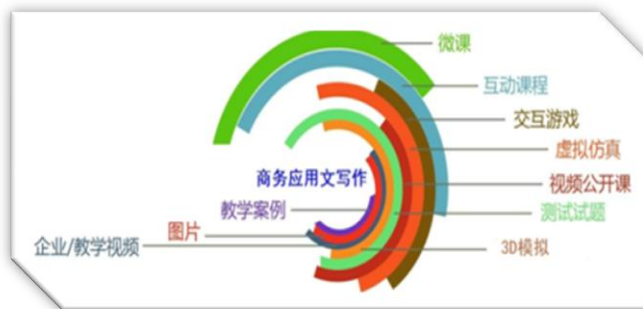 微课
互动课程
交互游戏
虚拟仿真
商务应用文写作
视频公开课
教学案例
测试试题
图片
企业/教学视频
3D模拟